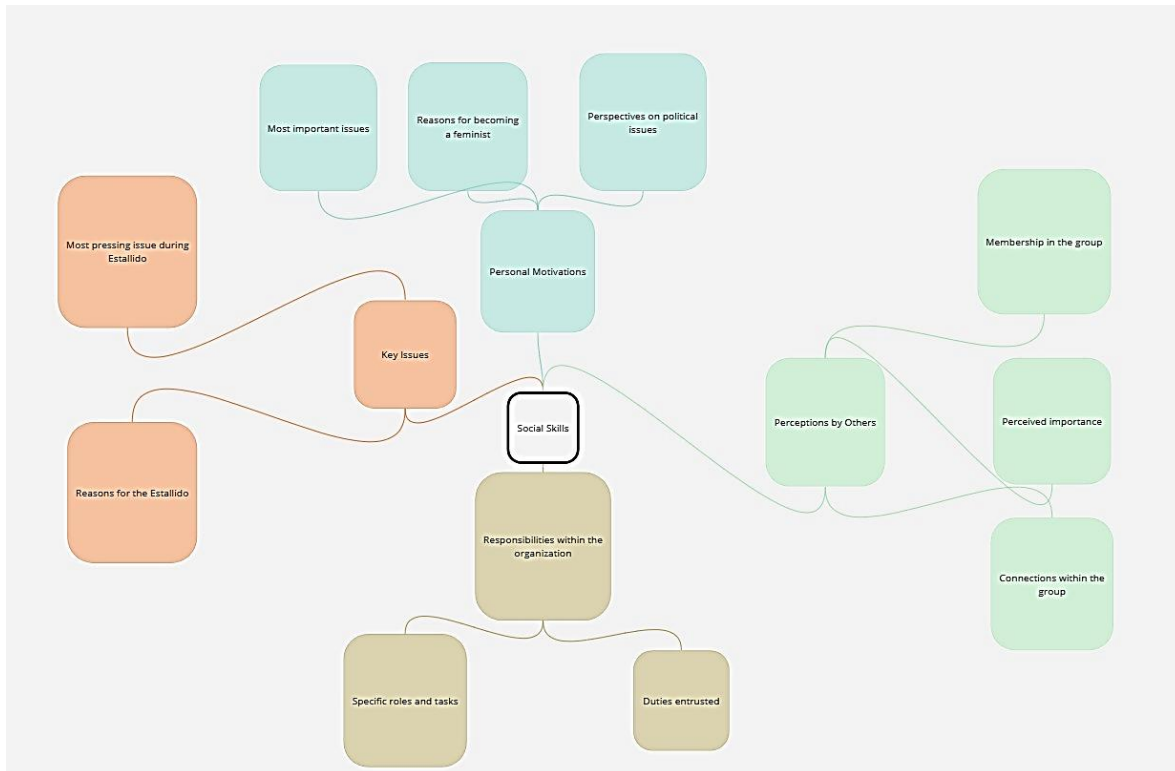 Most important issues
Reasons for becoming
a feminist
Perspectives on political
issues
Most pressing issue during
Estallido
Personal Motivations
Membership in the group
Key Issues
Social Skills
Perceptions by Others
Perceived importance
Reasons for the Estallido
Responsibilities within the
organization
Connections within the
group
Specific roles and tasks
Duties entrusted